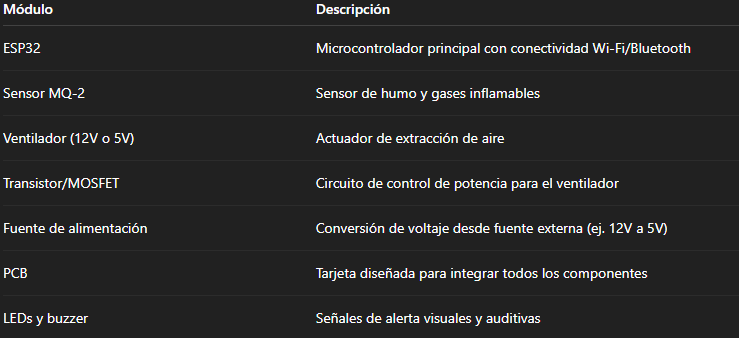 Módulo Descripción
ESP32 Microcontrolador principal con conectividad Wi-Fi/Bluetooth
Sensor MQ-2 Sensor de humo y gases inflamables
Ventilador (12V o 5V) Actuador de extracción de aire
Transistor/MOSFET Circuito de control de potencia para el ventilador
Fuente de alimentación Conversión de voltaje desde fuente externa (ej. 12V a 5V)
PCB Tarjeta diseñada para integrar todos los componentes
LEDs y buzzer Señales de alerta visuales y auditivas